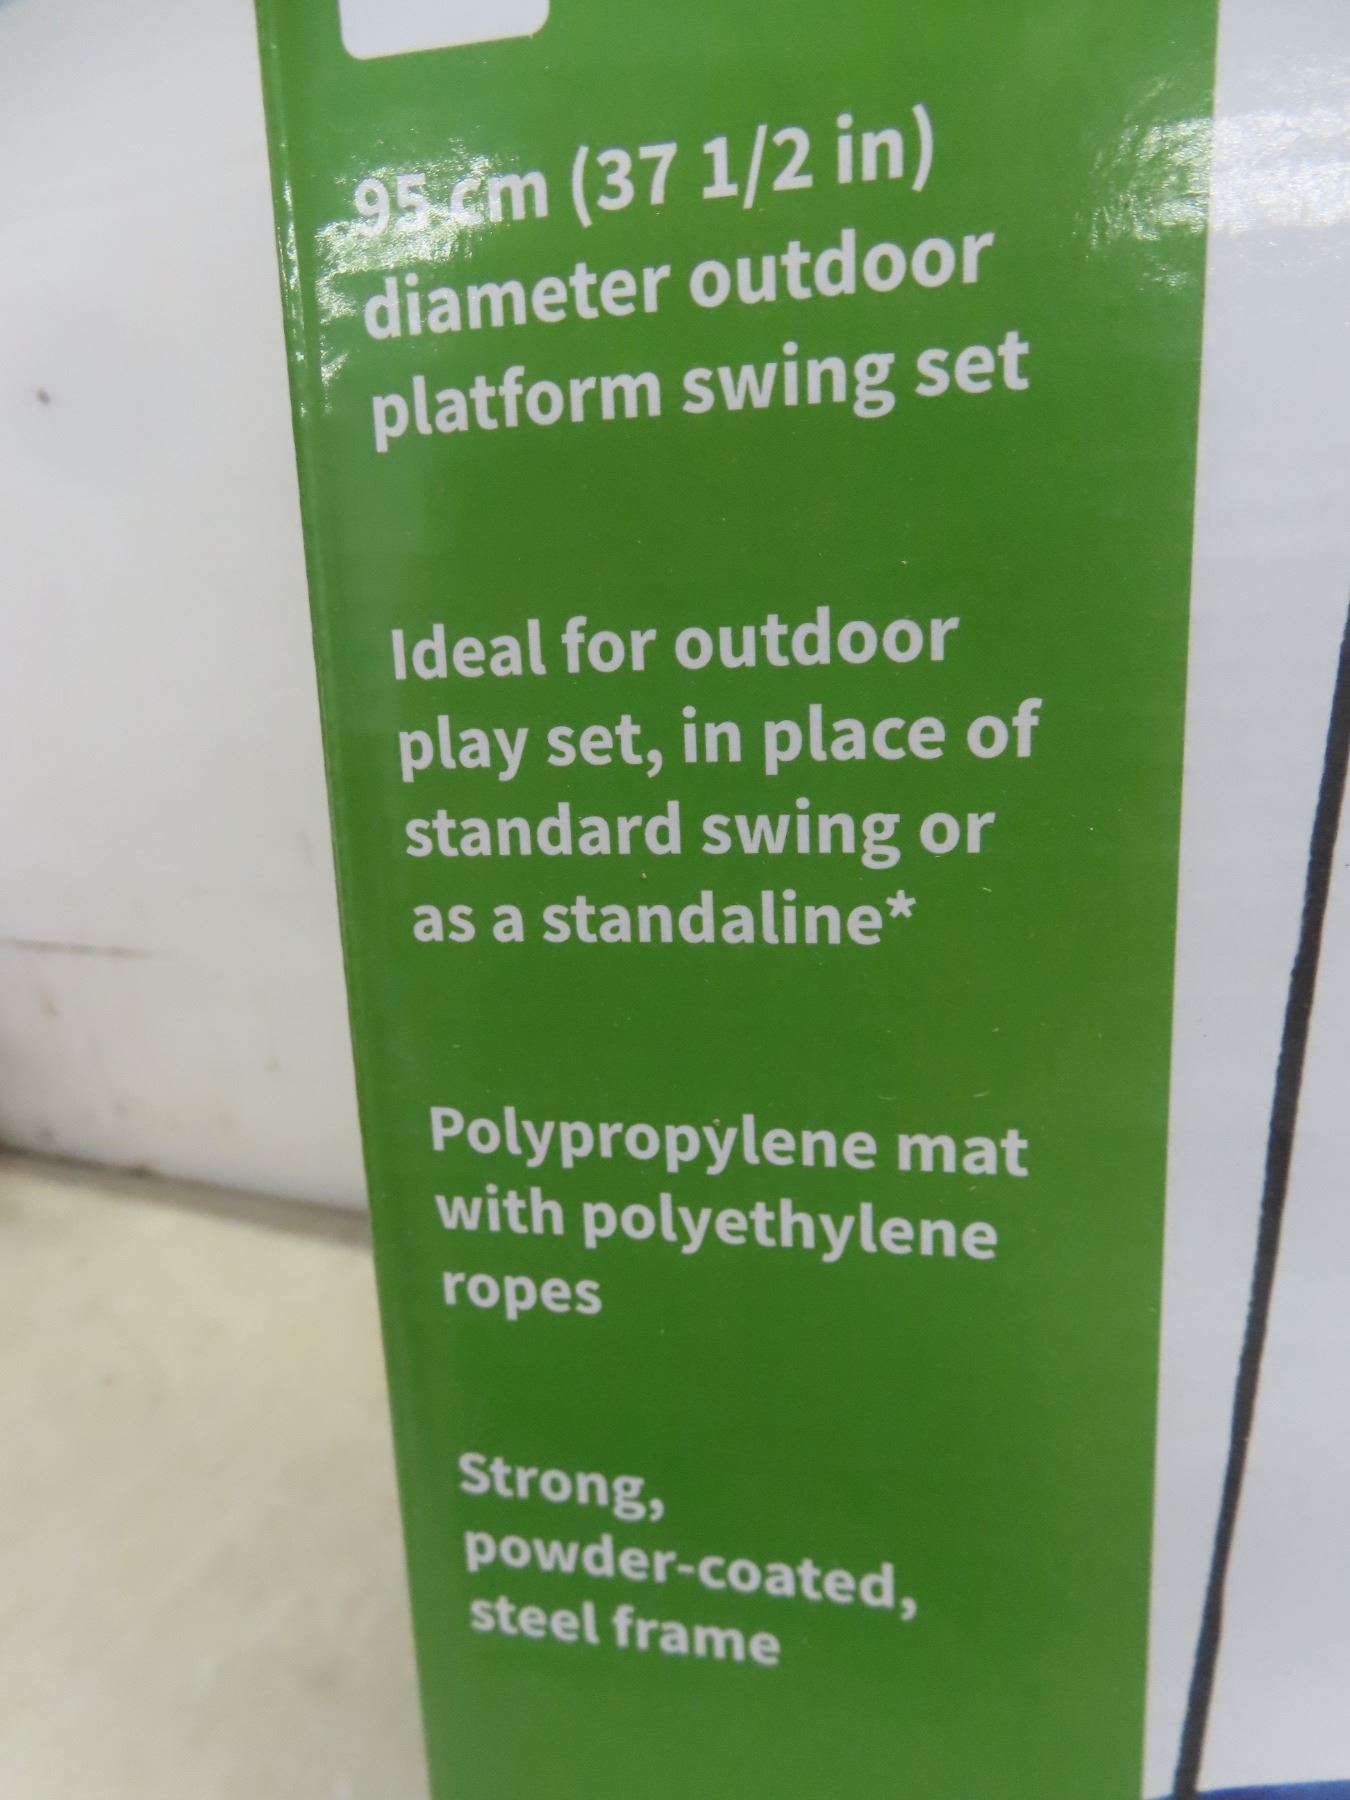 95 cm (37 1/2 in)
diameter outdoor
platform swing set
Ideal for outdoor
play set, in place of
standard swing or
as a standaline*
Polypropylene mat
with polyethylene
ropes
Strong,
powder-coated,
steel frame